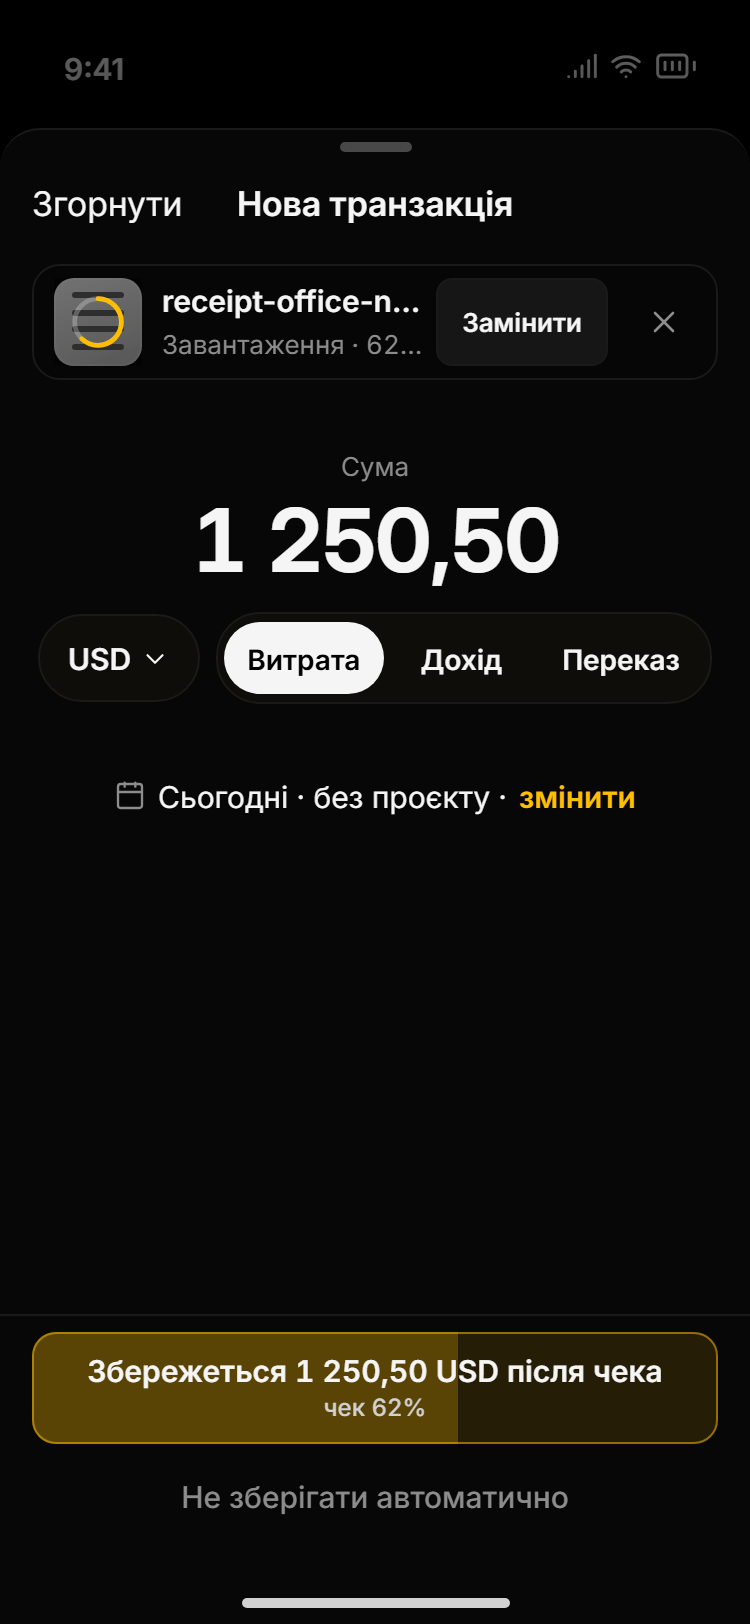 9:41
Згорнути Нова транзакція
receipt-office-n...
Завантаження · 62...
Замінити
Сума
1 250,50
USD Витрата Дохід Переказ
Сьогодні · без проєкту · змінити
Збережеться 1 250,50 USD після чека
чек 62%
Не зберігати автоматично